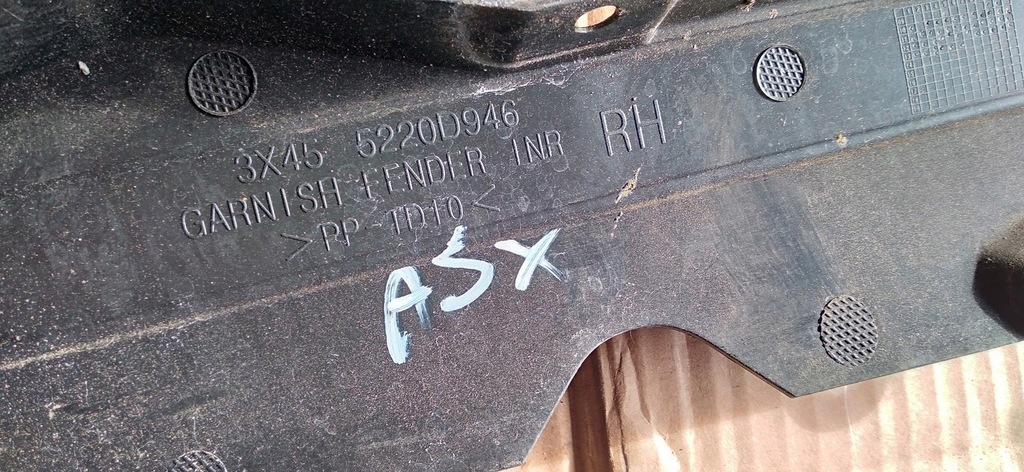 3X45 5220D946
GARNISH FENDER INR RH
>PP-TD10<
ASX